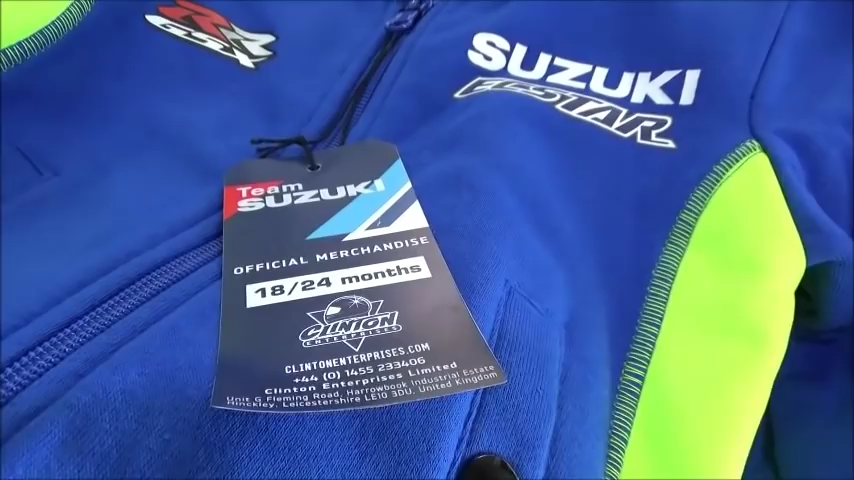 GSX
R
SUZUKI
ECSTAR
Team
SUZUKI
OFFICIAL MERCHANDISE
18/24 months
CLINTON
ENTERPRISES
CLINTONENTERPRISES.COM
+44 (0) 1455 233406
Clinton Enterprises Limited
Unit G Fleming Road, Harrowbook Industrial Estate
Hinckley, Leicestershire, LE10 3DU, United Kingdom